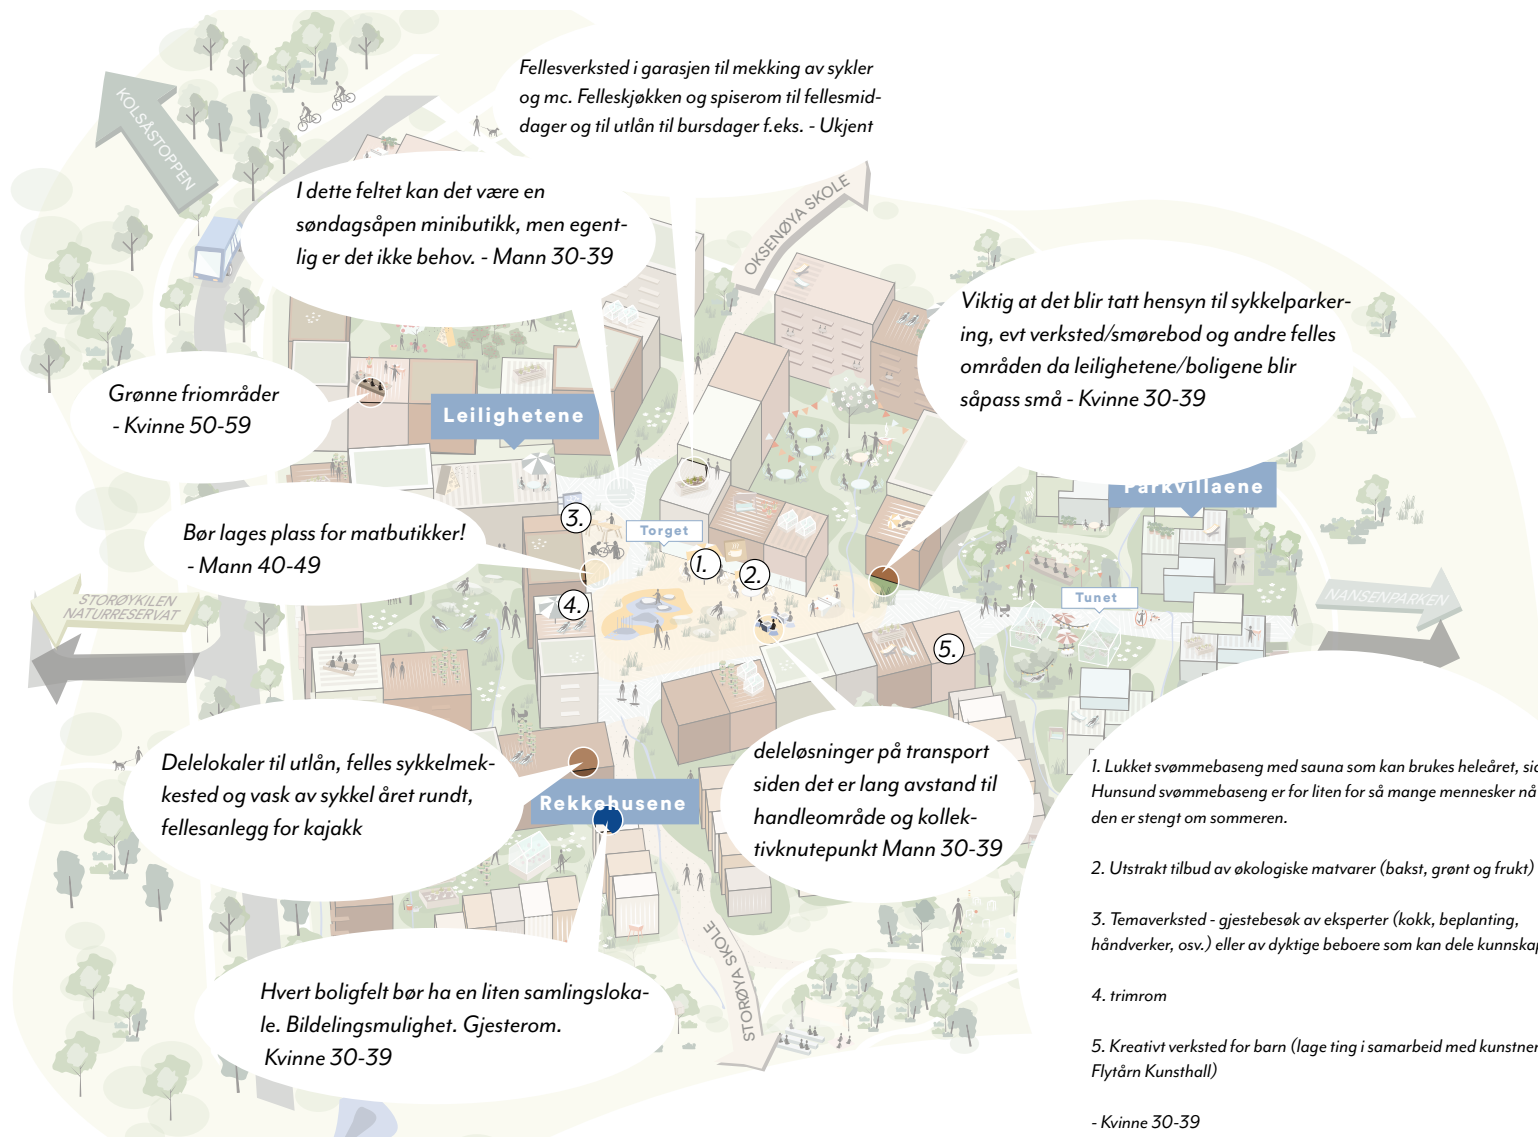 Fellesverksted i garasjen til mekking av sykler
og mc. Felleskjøkken og spiserom til fellesmid-
dager og til utlån til bursdager f.eks. - Ukjent
KOLSÅSTOPPEN
I dette feltet kan det være en
søndagsåpen minibutikk, men egent-
lig er det ikke behov. - Mann 30-39
OKSENØYA SKOLE
Viktig at det blir tatt hensyn til sykkelparker-
ing, evt verksted/smørebod og andre felles
områden da leilighetene/boligene blir
såpass små - Kvinne 30-39
Grønne friområder
- Kvinne 50-59
Leilighetene
Parkvillaene
Bør lages plass for matbutikker!
- Mann 40-49
3.
Torget
1.
2.
4.
5.
Tunet
STORØYKILEN
NATURRESERVAT
NANSENPARKEN
Delelokaler til utlån, felles sykkelmek-
kested og vask av sykkel året rundt,
fellesanlegg for kajakk
Rekkehusene
deleløsninger på transport
siden det er lang avstand til
handleområde og kollek-
tivknutepunkt Mann 30-39
STORØYA SKOLE
Hvert boligfelt bør ha en liten samlingsloka-
le. Bildelingsmulighet. Gjesterom.
Kvinne 30-39
1. Lukket svømmebaseng med sauna som kan brukes heleåret,
Hunsund svømmebaseng er for liten for så mange mennesker nå
den er stengt om sommeren.
2. Utstrakt tilbud av økologiske matvarer (bakst, grønt og frukt)
3. Temaverksted - gjestebesøk av eksperter (kokk, beplanting,
håndverker, osv.) eller av dyktige beboere som kan dele
4. trimrom
5. Kreativt verksted for barn (lage ting i samarbeid med
Flytårn Kunsthall)
- Kvinne 30-39